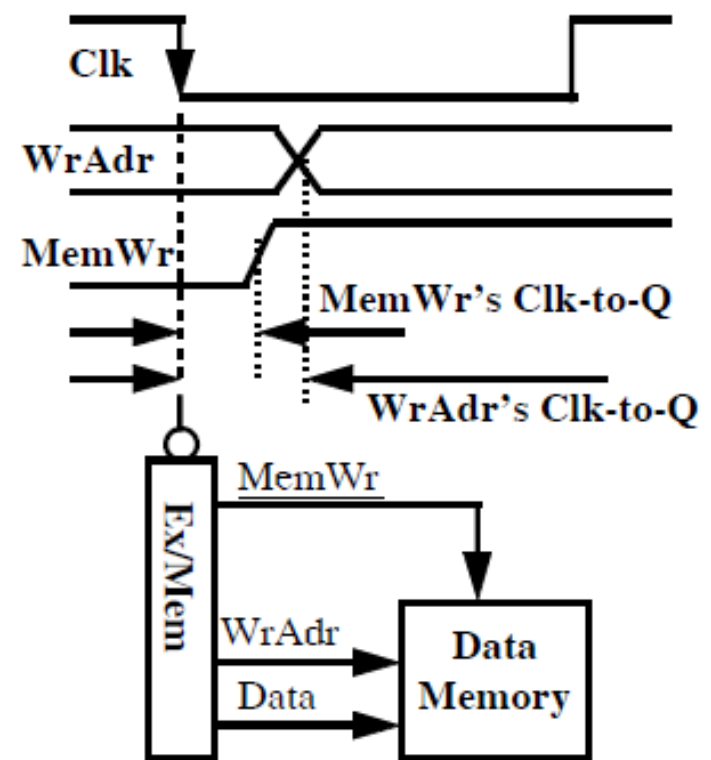 Clk
WrAdr
MemWr
MemWr's Clk-to-Q
WrAdr's Clk-to-Q
MemWr
Ex/Mem
WrAdr
Data
Data
Memory